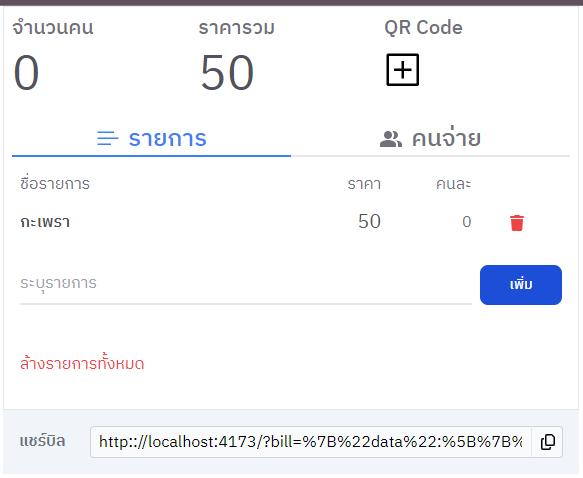 จำนวนคน ราคารวม QR Code
0 50
รายการ คนจ่าย
ชื่อรายการ ราคา คนละ
กะเพรา 50 0
ระบุรายการ เพิ่ม
ล้างรายการทั้งหมด
แชร์บิล http://localhost:4173/?bill=%7B%22data%22:%5B%7B%